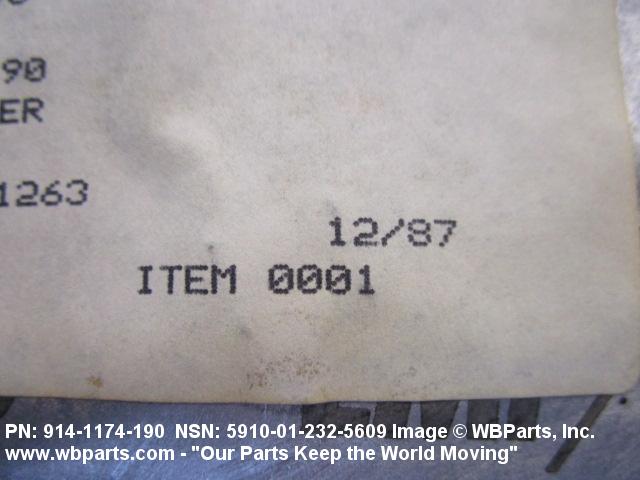 90
ER
1263
12/87
ITEM 0001
PN: 914-1174-190 NSN: 5910-01-232-5609 Image © WBParts, Inc.
www.wbparts.com - "Our Parts Keep the World Moving"